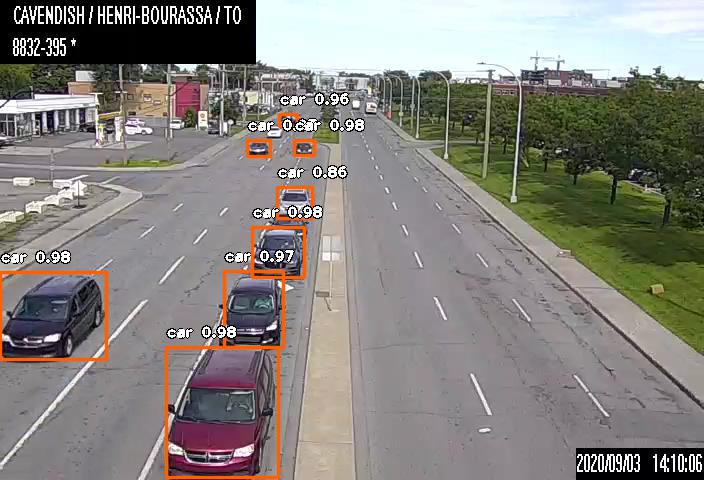 CAVENDISH / HENRI-BOURASSA / TO
8832-395 *
car 0.96
car 0.98
car 0.86
car 0.98
car 0.98
car 0.97
car 0.98
2020/09/03 14:10:06